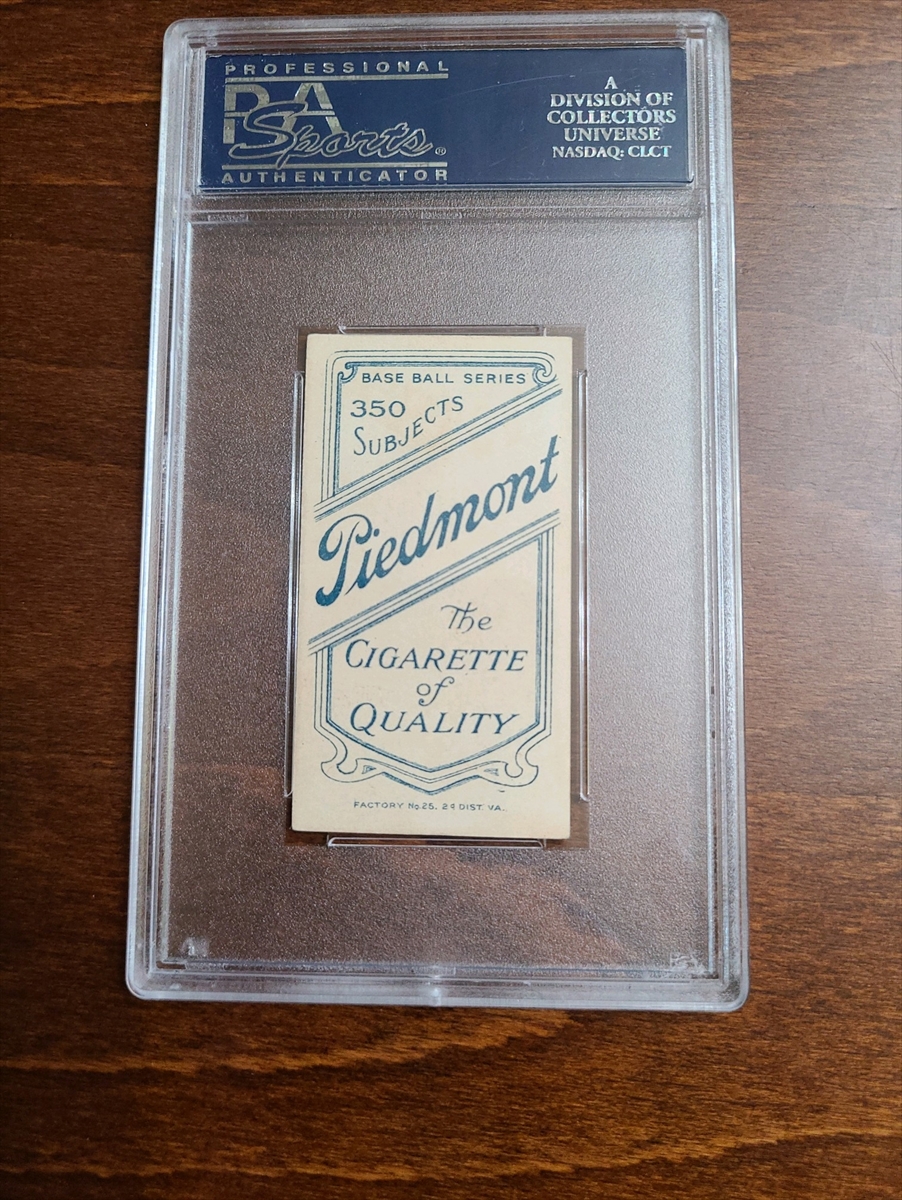 PROFESSIONAL
PSA
Sports®
AUTHENTICATOR
A
DIVISION OF
COLLECTORS
UNIVERSE
NASDAQ: CLCT
BASE BALL SERIES
350
SUBJECTS
Piedmont
The
CIGARETTE
of
QUALITY
FACTORY No 25. 2d DIST. VA.